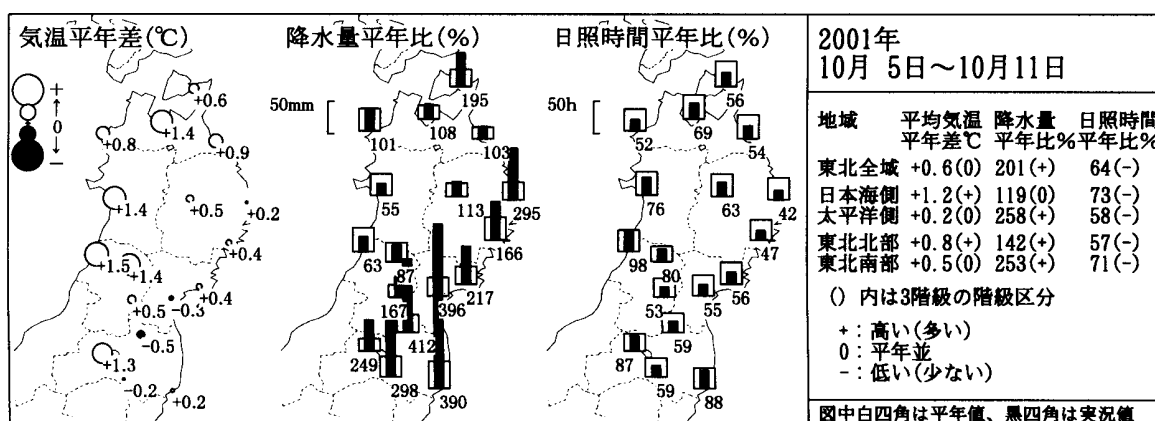 気温平年差(℃)
+
↑
0
↓
−
+0.6
+1.4
+0.8
+0.9
+1.4
+0.5
+0.2
+0.4
+1.5
+1.4
+0.4
−0.3
+0.5
−0.5
+1.3
−0.2
+0.2
降水量平年比(%)
50mm
195
101
108
103
55
113
295
166
63
87
217
167
396
412
249
298
390
日照時間平年比(%)
50h
56
52
69
54
76
63
42
47
98
80
56
53
55
59
87
59
88
2001年
10月 5日～10月11日
地域 平均気温 降水量 日照時間
平年差℃ 平年比% 平年比%
東北全域 +0.6(0) 201(+) 64(-)
日本海側 +1.2(+) 119(0) 73(-)
太平洋側 +0.2(0) 258(+) 58(-)
東北北部 +0.8(+) 142(+) 57(-)
東北南部 +0.5(0) 253(+) 71(-)
() 内は3階級の階級区分
+：高い(多い)
0：平年並
−：低い(少ない)
図中白四角は平年値、黒四角は実況値